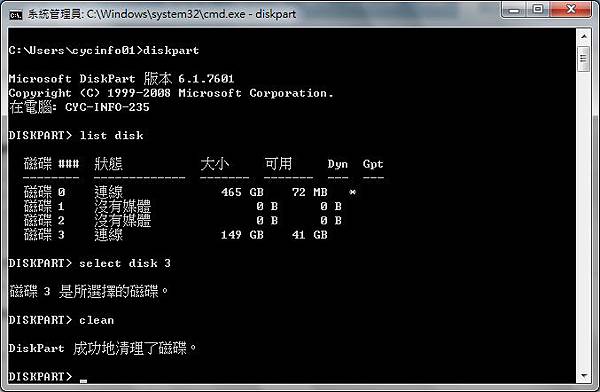 系統管理員: C:\Windows\system32\cmd.exe - diskpart
C:\Users\cycinfo01>diskpart
Microsoft DiskPart 版本 6.1.7601
Copyright (C) 1999-2008 Microsoft Corporation.
在電腦: CYC-INFO-235
DISKPART> list disk
磁碟 ### 狀態 大小 可用 Dyn Gpt
-------- ------------- ------- ------- --- ---
磁碟 0 連線 465 GB 72 MB *
磁碟 1 沒有媒體 0 B 0 B
磁碟 2 沒有媒體 0 B 0 B
磁碟 3 連線 149 GB 41 GB
DISKPART> select disk 3
磁碟 3 是所選擇的磁碟。
DISKPART> clean
DiskPart 成功地清理了磁碟。
DISKPART> _